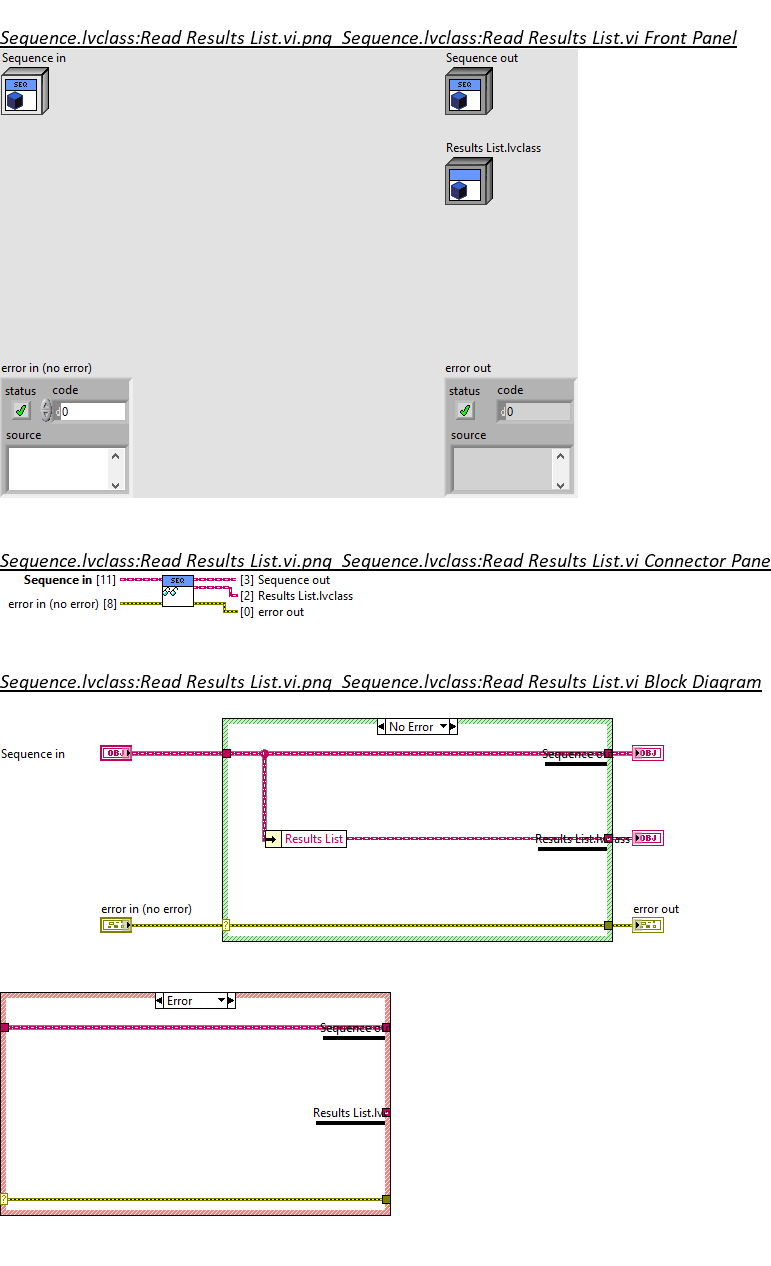 Sequence.lvclass:Read Results List.vi.png  Sequence.lvclass:Read Results List.vi Front Panel
Sequence in
SEQ
Sequence out
SEQ
Results List.lvclass
error in (no error)
status code
d 0
source
error out
status code
d 0
source
Sequence.lvclass:Read Results List.vi.png  Sequence.lvclass:Read Results List.vi Connector Pane
Sequence in [11]
SEQ
[3] Sequence out
[2] Results List.lvclass
error in (no error) [8]
[0] error out
Sequence.lvclass:Read Results List.vi.png  Sequence.lvclass:Read Results List.vi Block Diagram
No Error
Sequence in
OBJ
Sequence ou
OBJ
Results List
Results List.lvclass
OBJ
error in (no error)
?
error out
Error
Sequence ou
Results List.lv
?